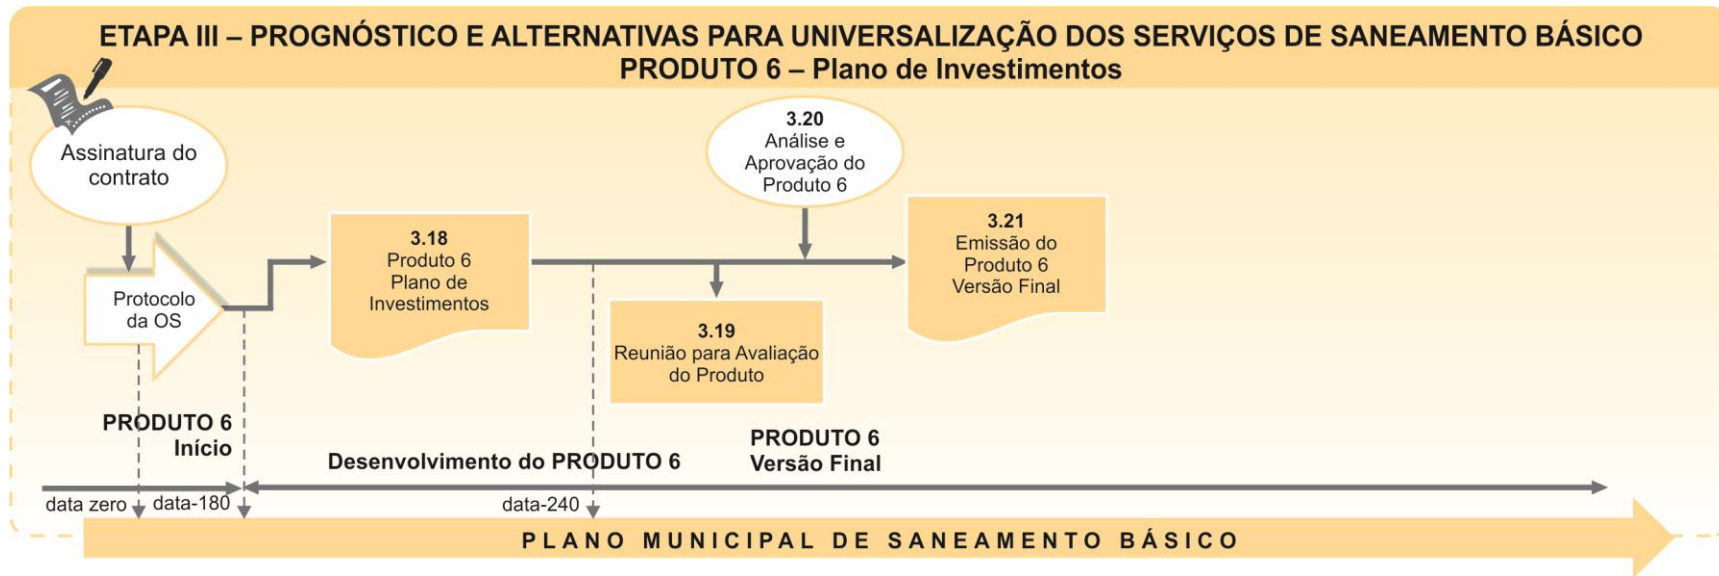 ETAPA III – PROGNÓSTICO E ALTERNATIVAS PARA UNIVERSALIZAÇÃO DOS SERVIÇOS DE SANEAMENTO BÁSICO
PRODUTO 6 – Plano de Investimentos
Assinatura do
contrato
Protocolo
da OS
3.18
Produto 6
Plano de
Investimentos
3.20
Análise e
Aprovação do
Produto 6
3.19
Reunião para Avaliação
do Produto
3.21
Emissão do
Produto 6
Versão Final
PRODUTO 6
Início
Desenvolvimento do PRODUTO 6
PRODUTO 6
Versão Final
data zero
data-180
data-240
PLANO MUNICIPAL DE SANEAMENTO BÁSICO